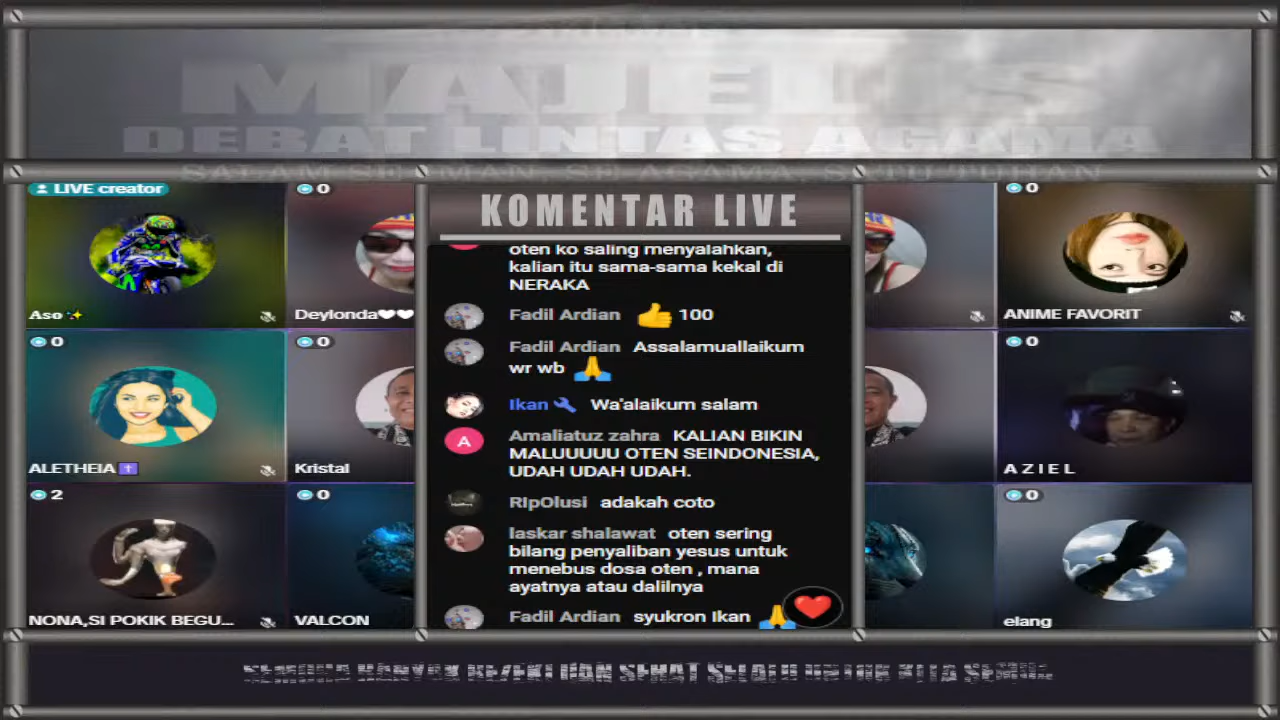 MAJELIS
DEBAT LINTAS AGAMA
LIVE creator
0
0
KOMENTAR LIVE
oten ko saling menyalahkan,
kalian itu sama-sama kekal di
NERAKA
Aso
Deylonda
ANIME FAVORIT
Fadil Ardian 👍 100
0
0
0
Fadil Ardian Assalamuallaikum
wr wb 🙏
Ikan 🔧 Wa'alaikum salam
Amaliatuz zahra KALIAN BIKIN
MALUUUUU OTEN SEINDONESIA,
UDAH UDAH UDAH.
A
ALETHEIA
Kristal
A Z I E L
2
0
0
RIpOlusi adakah coto
laskar shalawat oten sering
bilang penyaliban yesus untuk
menebus dosa oten , mana
ayatnya atau dalilnya
Fadil Ardian syukron Ikan 🙏
NONA,SI POKIK BEGU...
VALCON
elang